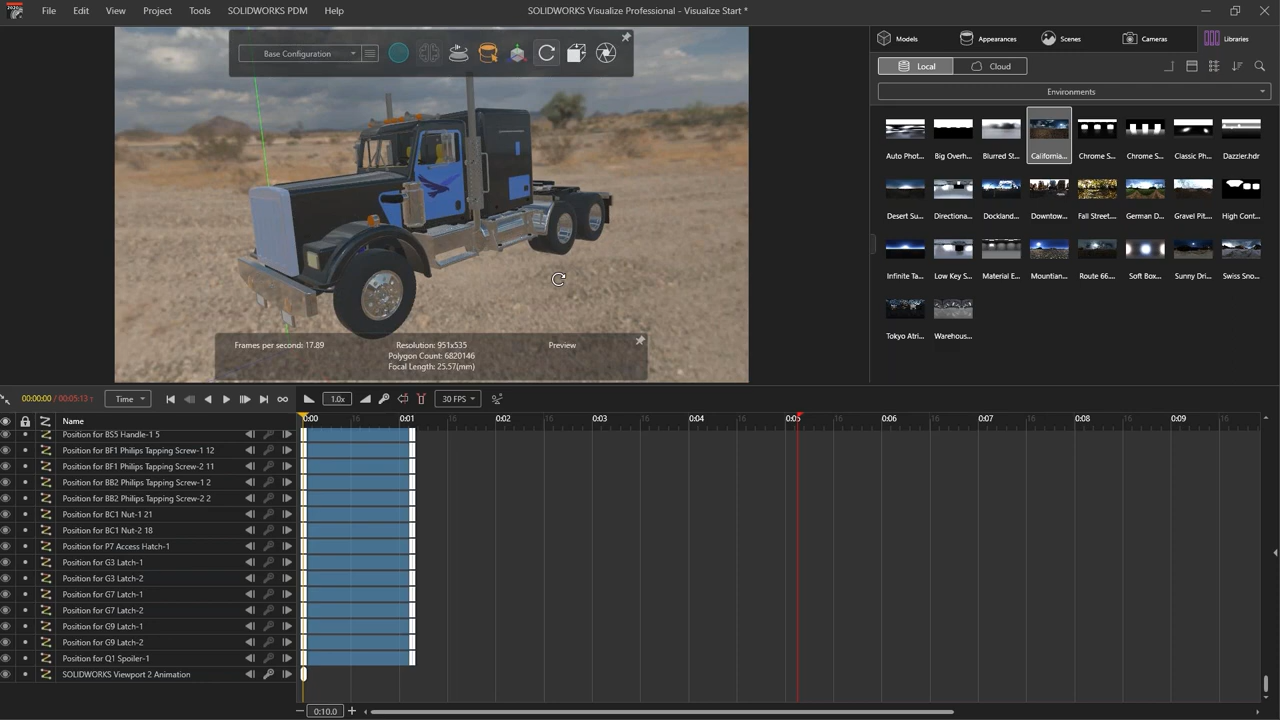 File Edit View Project Tools SOLIDWORKS PDM Help SOLIDWORKS Visualize Professional - Visualize Start *
Base Configuration
Models Appearances Scenes Cameras Libraries
Local Cloud
Environments
Auto Phot... Big Overh... Blurred St... California... Chrome S... Chrome S... Classic Ph... Dazzier.hdr
Desert Su... Directiona... Dockland... Downtow... Fall Street... German D... Gravel Pit... High Cont...
Infinite Ta... Low Key S... Material E... Mountian... Route 66... Soft Box... Sunny Dri... Swiss Sno...
Tokyo Atri... Warehous...
Frames per second: 17.89 Resolution: 951x535 Preview
Polygon Count: 6820146
Focal Length: 25.57(mm)
00:00:00 / 00:05:13 Time 1.0x 30 FPS
Name 0:00 16 0:01 16 0:02 16 0:03 16 0:04 16 0:05 16 0:06 16 0:07 16 0:08 16 0:09 16
Position for BS5 Handle-1 5
Position for BF1 Philips Tapping Screw-1 12
Position for BF1 Philips Tapping Screw-2 11
Position for BB2 Philips Tapping Screw-1 2
Position for BB2 Philips Tapping Screw-2 2
Position for BC1 Nut-1 21
Position for BC1 Nut-2 18
Position for P7 Access Hatch-1
Position for G3 Latch-1
Position for G3 Latch-2
Position for G7 Latch-1
Position for G7 Latch-2
Position for G9 Latch-1
Position for G9 Latch-2
Position for Q1 Spoiler-1
SOLIDWORKS Viewport 2 Animation
0:10.0